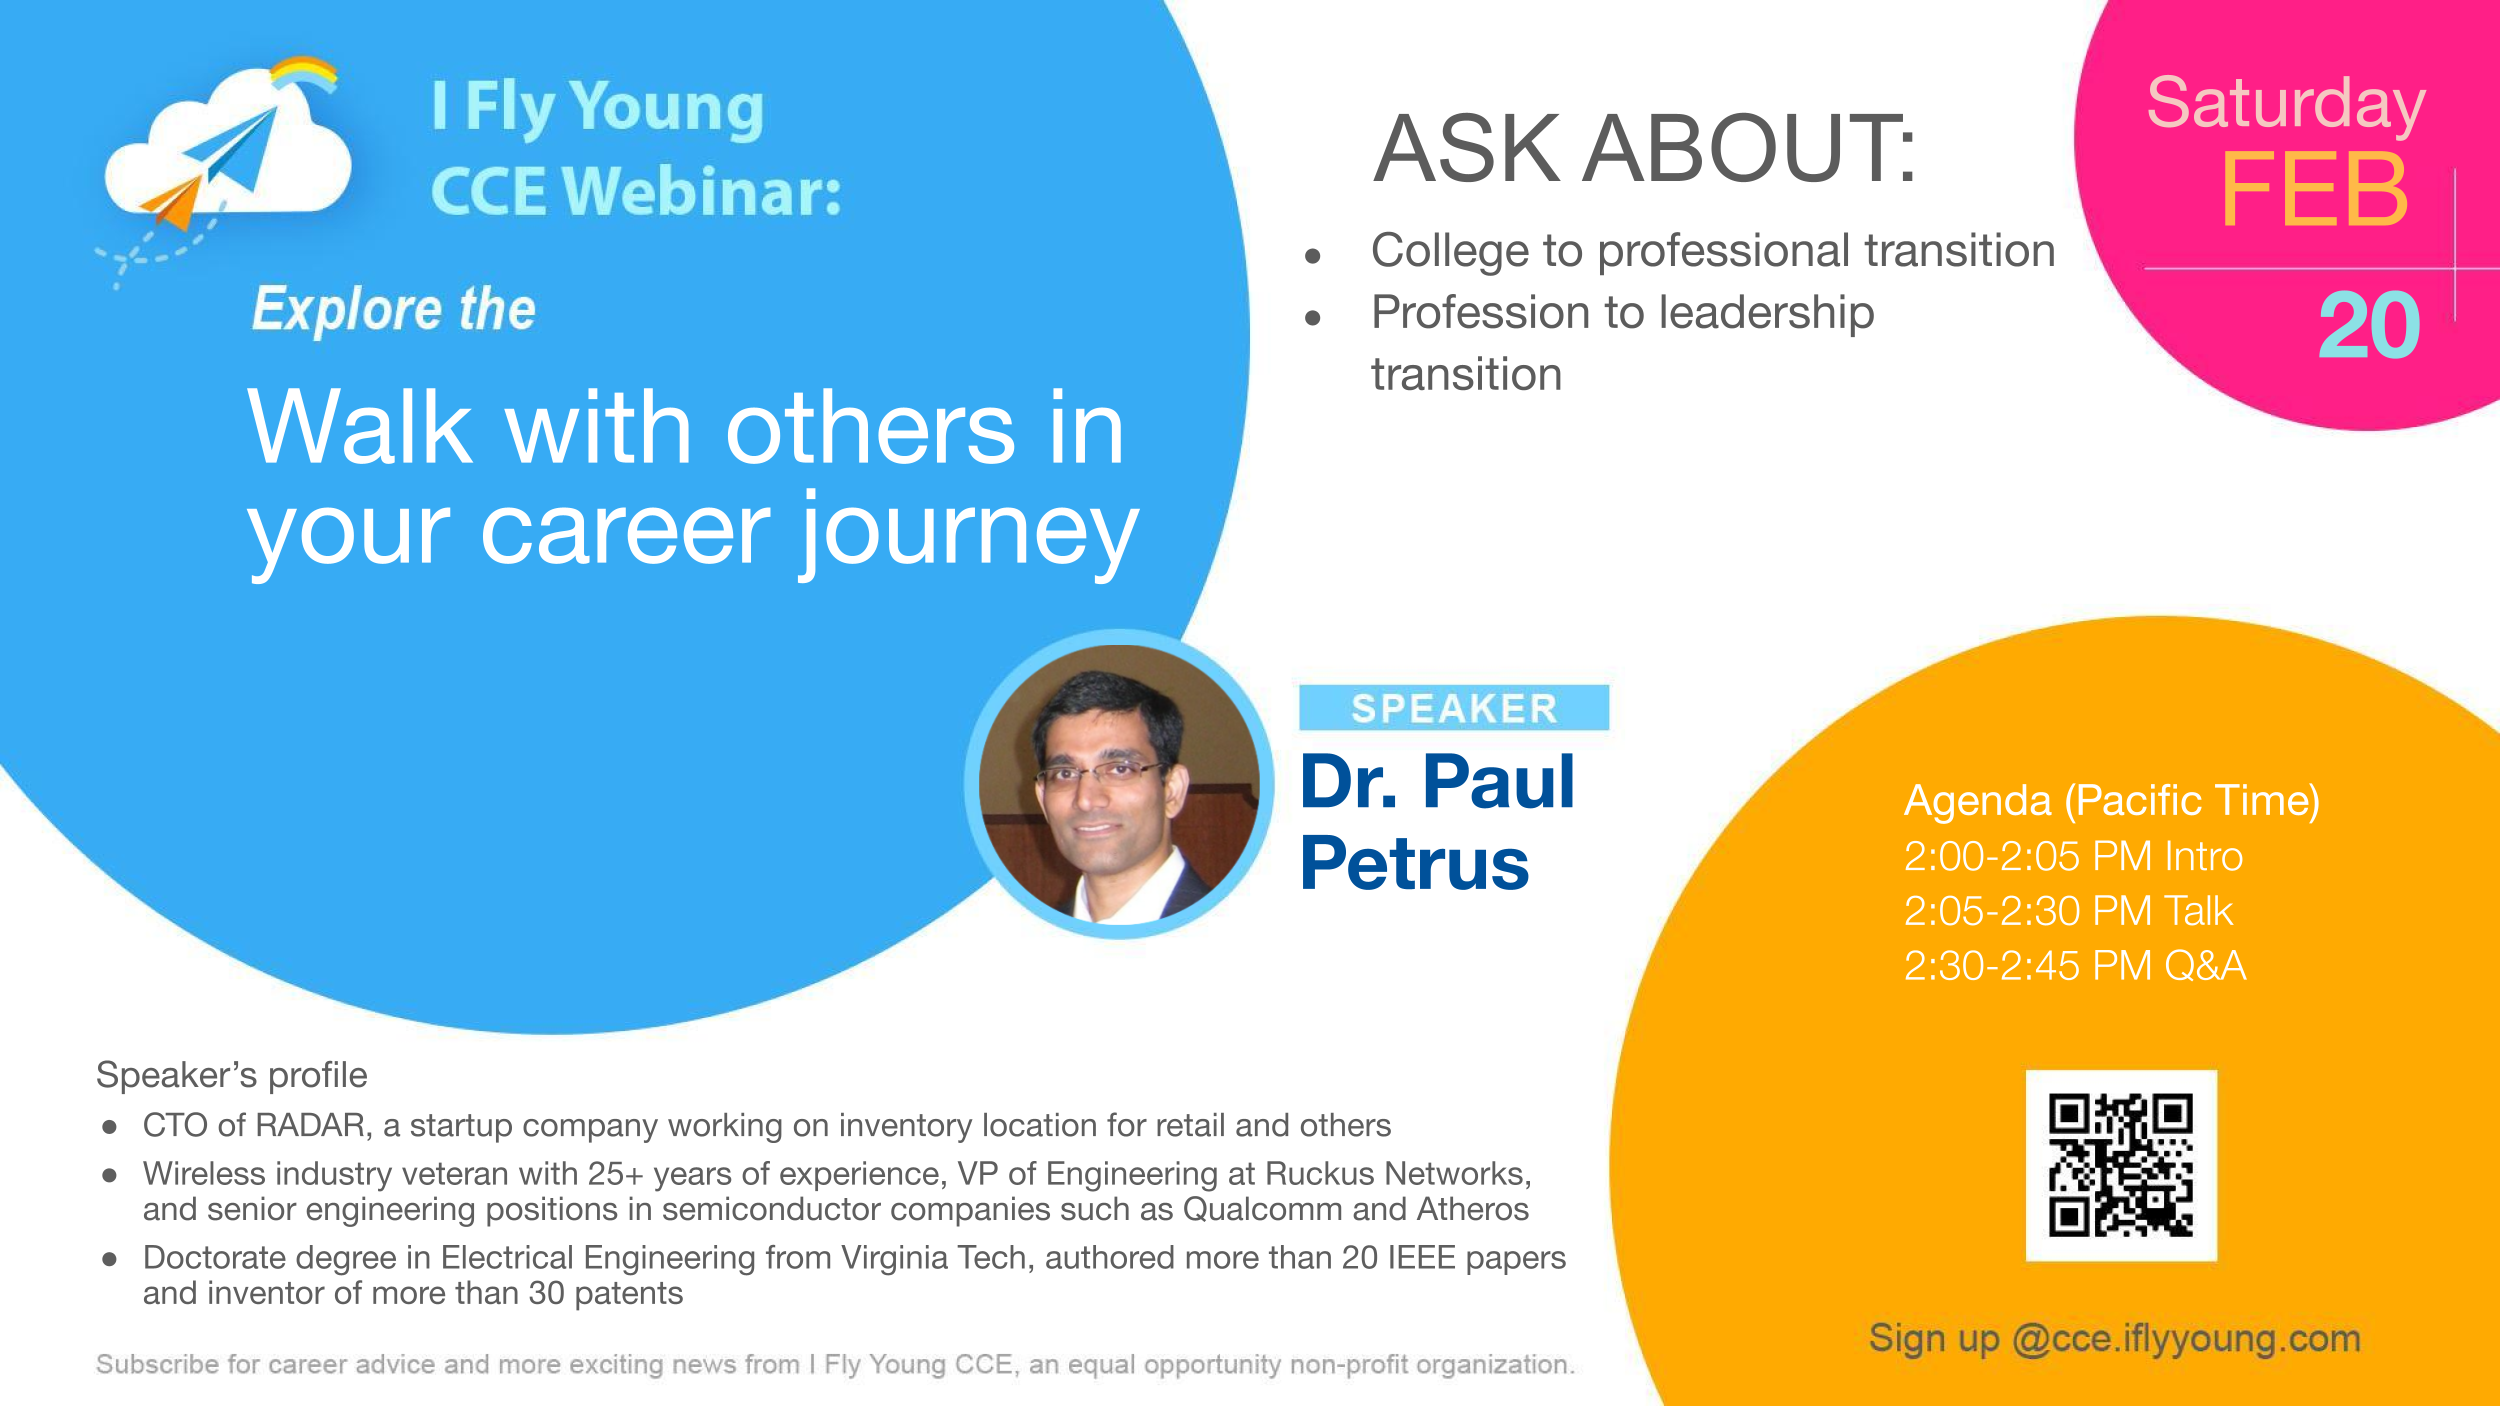 I Fly Young
CCE Webinar:
Explore the
Walk with others in
your career journey
ASK ABOUT:
● College to professional transition
● Profession to leadership
transition
Saturday
FEB
20
SPEAKER
Dr. Paul
Petrus
Agenda (Pacific Time)
2:00-2:05 PM Intro
2:05-2:30 PM Talk
2:30-2:45 PM Q&A
Speaker’s profile
● CTO of RADAR, a startup company working on inventory location for retail and others
● Wireless industry veteran with 25+ years of experience, VP of Engineering at Ruckus Networks,
and senior engineering positions in semiconductor companies such as Qualcomm and Atheros
● Doctorate degree in Electrical Engineering from Virginia Tech, authored more than 20 IEEE papers
and inventor of more than 30 patents
Subscribe for career advice and more exciting news from I Fly Young CCE, an equal opportunity non-profit organization.
Sign up @cce.iflyyoung.com